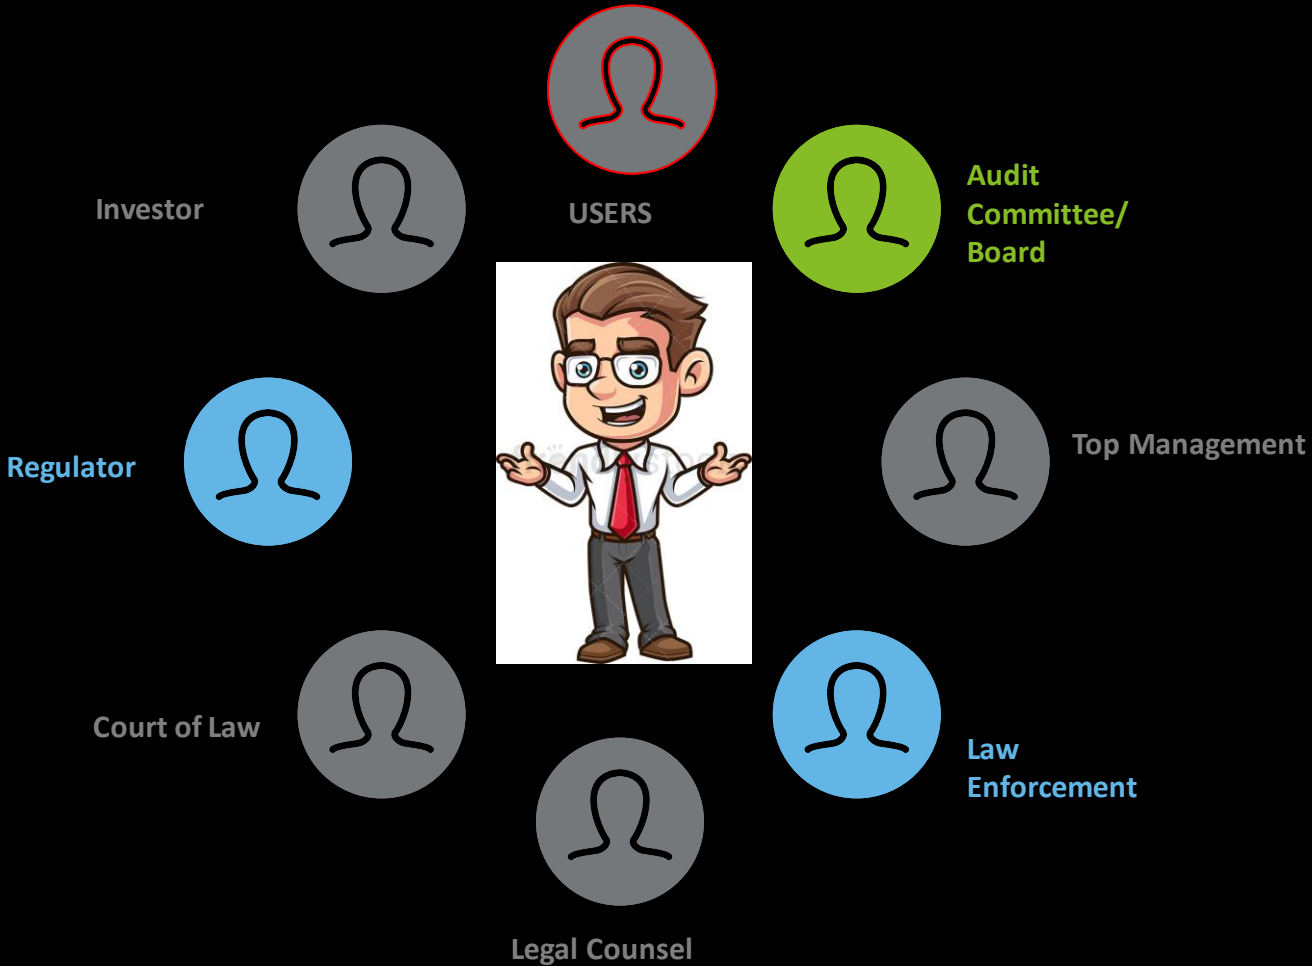 USERS
Investor
Audit
Committee/
Board
Regulator
Top Management
Court of Law
Law
Enforcement
Legal Counsel